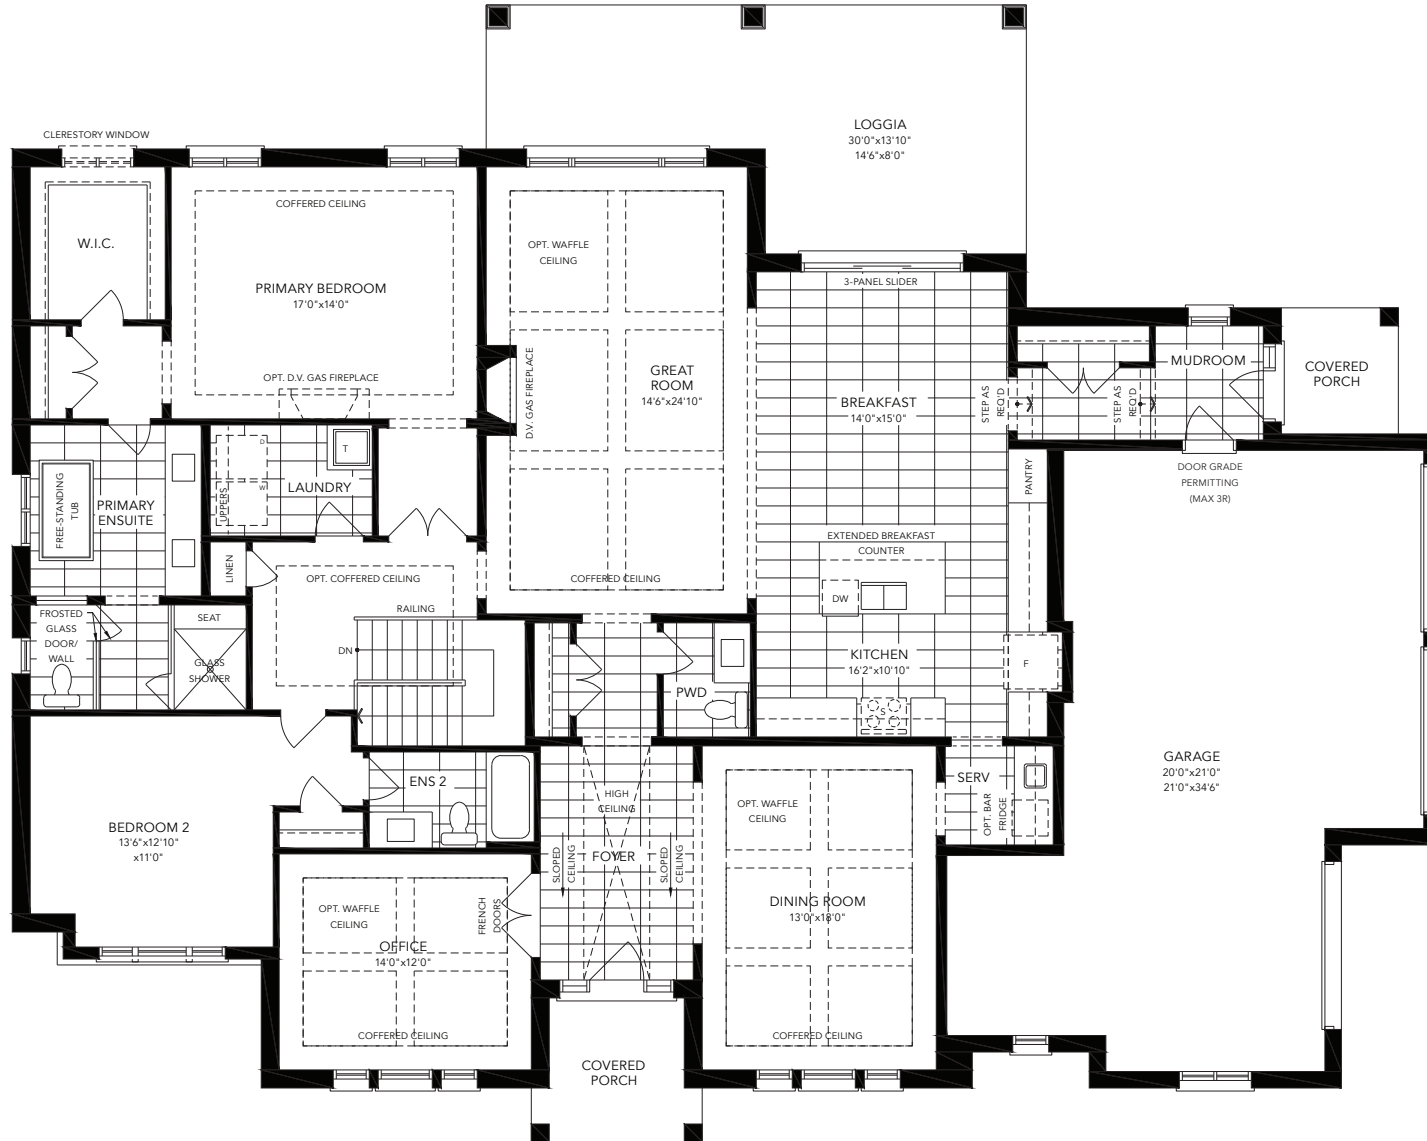 LOGGIA
30'0"x13'10"
14'6"x8'0"
CLERESTORY WINDOW
W.I.C.
COFFERED CEILING
PRIMARY BEDROOM
17'0"x14'0"
OPT. D.V. GAS FIREPLACE
OPT. WAFFLE
CEILING
D.V. GAS FIREPLACE
GREAT
ROOM
14'6"x24'10"
COFFERED CEILING
3-PANEL SLIDER
BREAKFAST
14'0"x15'0"
STEP AS
REQ'D
STEP AS
REQ'D
MUDROOM
COVERED
PORCH
DOOR GRADE
PERMITTING
(MAX 3R)
PANTRY
FREE-STANDING
TUB
PRIMARY
ENSUITE
UPPERS
D
W
T
LAUNDRY
LINEN
OPT. COFFERED CEILING
RAILING
DN
EXTENDED BREAKFAST
COUNTER
DW
KITCHEN
16'2"x10'10"
F
S
FROSTED
GLASS
DOOR/
WALL
SEAT
GLASS
SHOWER
PWD
GARAGE
20'0"x21'0"
21'0"x34'6"
BEDROOM 2
13'6"x12'10"
x11'0"
ENS 2
HIGH
CEILING
SLOPED
CEILING
FOYER
SLOPED
CEILING
OPT. WAFFLE
CEILING
DINING ROOM
13'0"x18'0"
COFFERED CEILING
SERV
OPT. BAR
FRIDGE
OPT. WAFFLE
CEILING
FRENCH
DOORS
OFFICE
14'0"x12'0"
COFFERED CEILING
COVERED
PORCH